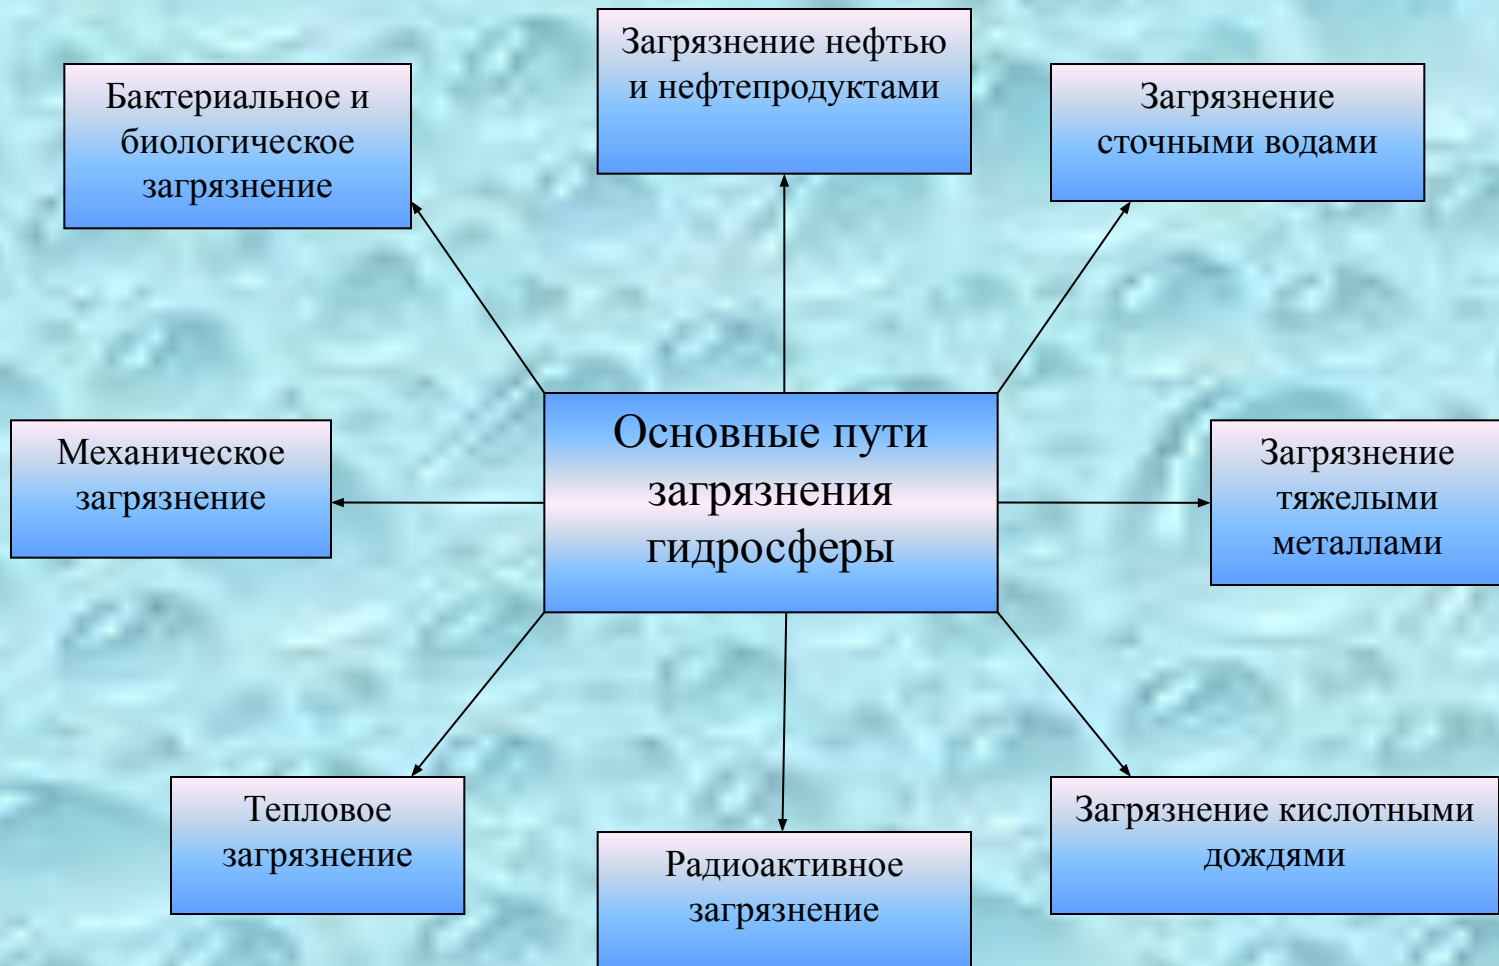 Загрязнение нефтью
и нефтепродуктами
Бактериальное и
биологическое
загрязнение
Загрязнение
сточными водами
Основные пути
загрязнения
гидросферы
Механическое
загрязнение
Загрязнение
тяжелыми
металлами
Тепловое
загрязнение
Радиоактивное
загрязнение
Загрязнение кислотными
дождями